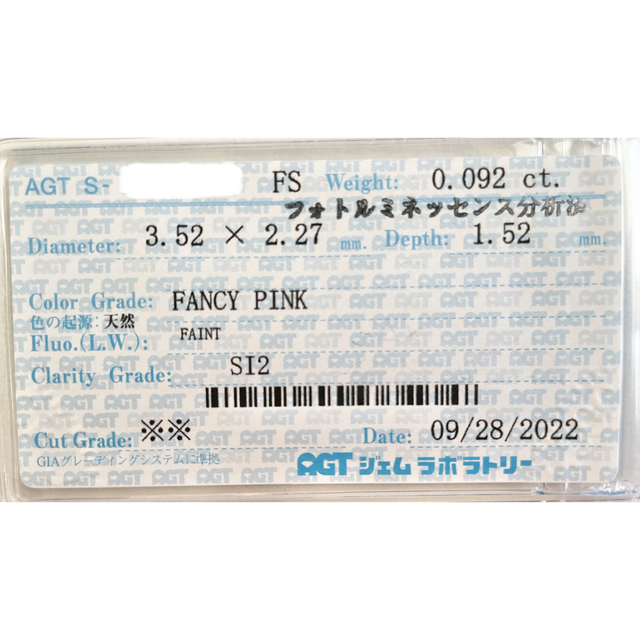 AGT S- FS Weight: 0.092 ct.
フォトルミネッセンス分析済
Diameter: 3.52 × 2.27 mm. Depth: 1.52 mm.
Color Grade: FANCY PINK
色の起源: 天然
Fluo.(L.W.): FAINT
Clarity Grade: SI2
Cut Grade: ※※ Date: 09/28/2022
GIAグレーディングシステムに準拠
AGT ジェムラボラトリー